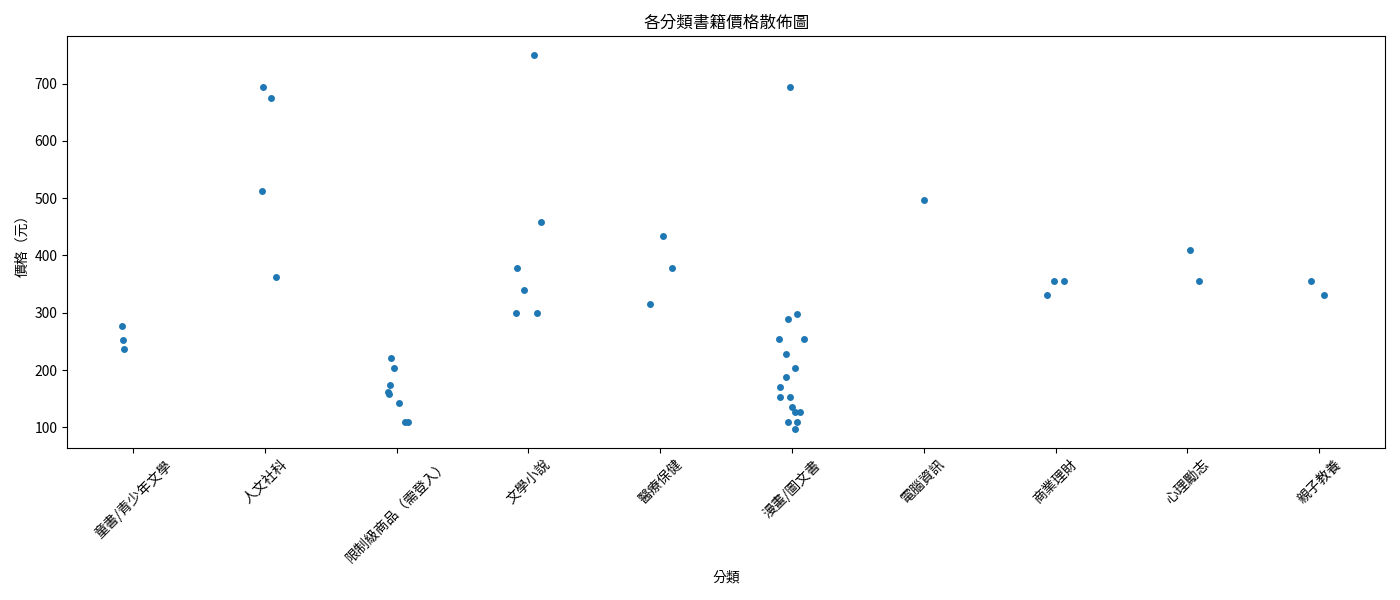 各分類書籍價格散佈圖
價格（元）
700
600
500
400
300
200
100
童書/青少年文學
人文社科
限制級商品（需登入）
文學小說
醫療保健
漫畫/圖文書
電腦資訊
商業理財
心理勵志
親子教養
分類